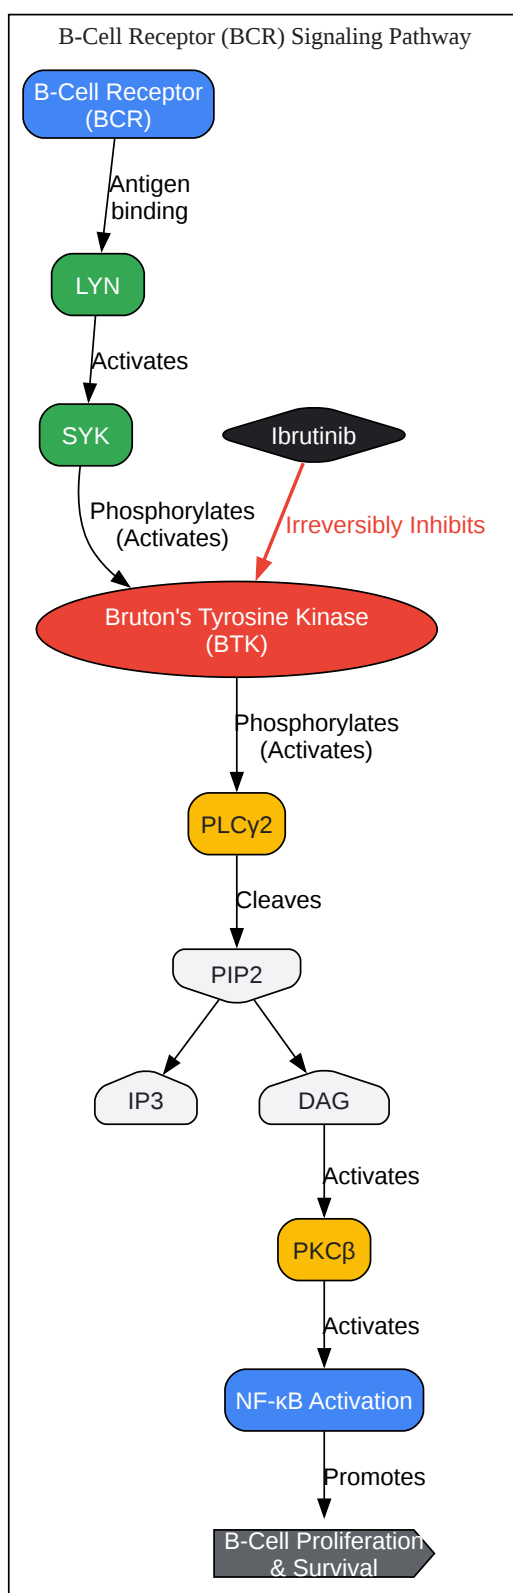 B-Cell Receptor (BCR) Signaling Pathway
B-Cell Receptor
(BCR)
Antigen
binding
LYN
Activates
SYK
Ibrutinib
Phosphorylates
(Activates)
Irreversibly Inhibits
Bruton's Tyrosine Kinase
(BTK)
Phosphorylates
(Activates)
PLCγ2
Cleaves
PIP2
IP3
DAG
Activates
PKCβ
Activates
NF-κB Activation
Promotes
B-Cell Proliferation
& Survival